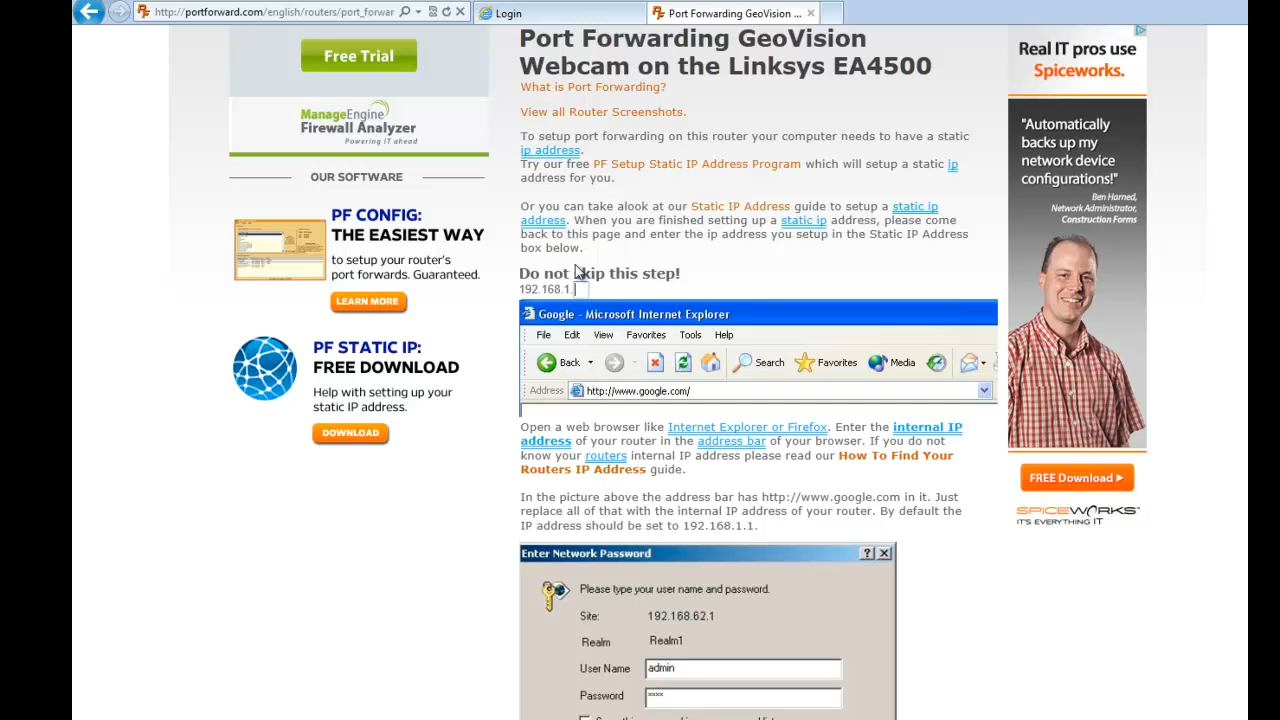 http://portforward.com/english/routers/port_forwar
Login
Port Forwarding GeoVision ...
Free Trial
ManageEngine
Firewall Analyzer
Powering IT ahead
OUR SOFTWARE
PF CONFIG:
THE EASIEST WAY
to setup your router's
port forwards. Guaranteed.
LEARN MORE
PF STATIC IP:
FREE DOWNLOAD
Help with setting up your
static IP address.
DOWNLOAD
Port Forwarding GeoVision
Webcam on the Linksys EA4500
What is Port Forwarding?
View all Router Screenshots.
To setup port forwarding on this router your computer needs to have a static
ip address.
Try our free PF Setup Static IP Address Program which will setup a static ip
address for you.
Or you can take alook at our Static IP Address guide to setup a static ip
address. When you are finished setting up a static ip address, please come
back to this page and enter the ip address you setup in the Static IP Address
box below.
Do not skip this step!
192.168.1.
Google - Microsoft Internet Explorer
File Edit View Favorites Tools Help
Back Search Favorites Media
Address http://www.google.com/
Open a web browser like Internet Explorer or Firefox. Enter the internal IP
address of your router in the address bar of your browser. If you do not
know your routers internal IP address please read our How To Find Your
Routers IP Address guide.
In the picture above the address bar has http://www.google.com in it. Just
replace all of that with the internal IP address of your router. By default the
IP address should be set to 192.168.1.1.
Enter Network Password
Please type your user name and password.
Site: 192.168.62.1
Realm Realm1
User Name admin
Password xxxx
Real IT pros use
Spiceworks.
"Automatically
backs up my
network device
configurations!"
Ben Harned,
Network Administrator,
Construction Forms
FREE Download
SPICEWORKS
IT'S EVERYTHING IT